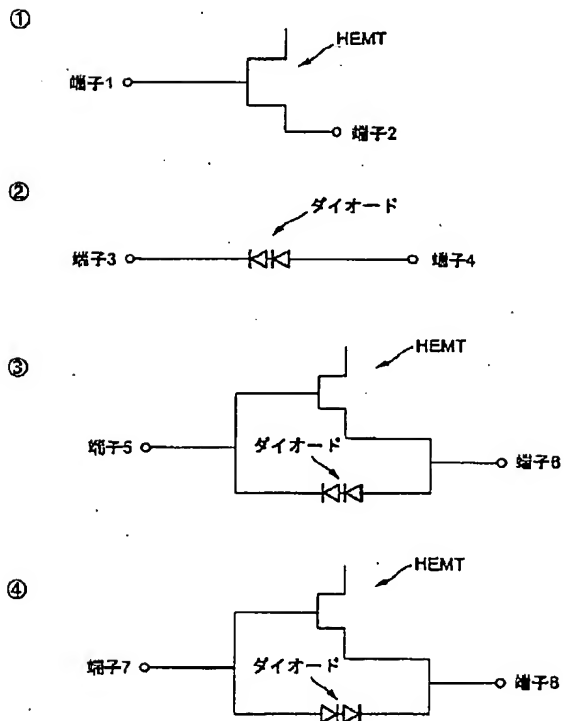 ①
HEMT
端子1
端子2
②
ダイオード
端子3
端子4
③
HEMT
端子5
ダイオード
端子6
④
HEMT
端子7
ダイオード
端子8